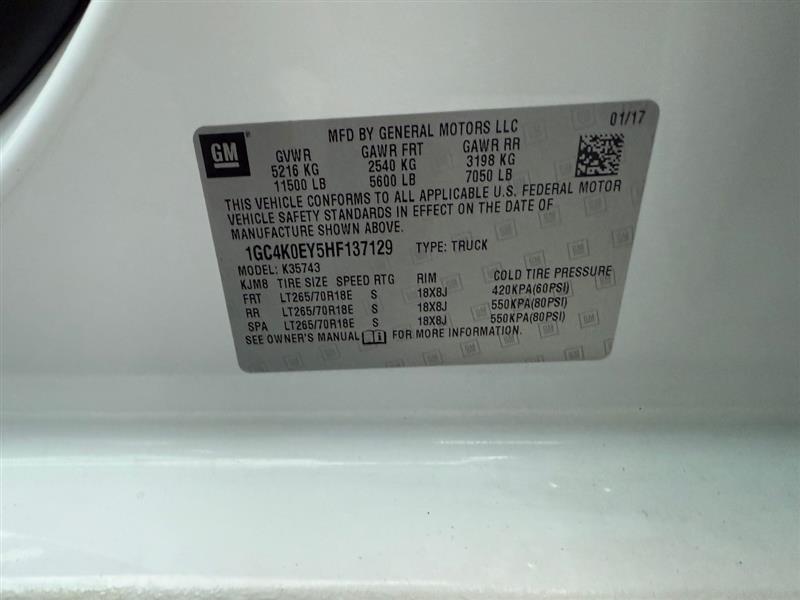 01/17
GM
MFD BY GENERAL MOTORS LLC
GVWR GAWR FRT GAWR RR
5216 KG 2540 KG 3198 KG
11500 LB 5600 LB 7050 LB
THIS VEHICLE CONFORMS TO ALL APPLICABLE U.S. FEDERAL MOTOR
VEHICLE SAFETY STANDARDS IN EFFECT ON THE DATE OF
MANUFACTURE SHOWN ABOVE.
1GC4K0EY5HF137129 TYPE: TRUCK
MODEL: K35743
KJM8 TIRE SIZE SPEED RTG RIM COLD TIRE PRESSURE
FRT LT265/70R18E S 18X8J 420KPA(60PSI)
RR LT265/70R18E S 18X8J 550KPA(80PSI)
SPA LT265/70R18E S 18X8J 550KPA(80PSI)
SEE OWNER'S MANUAL FOR MORE INFORMATION.